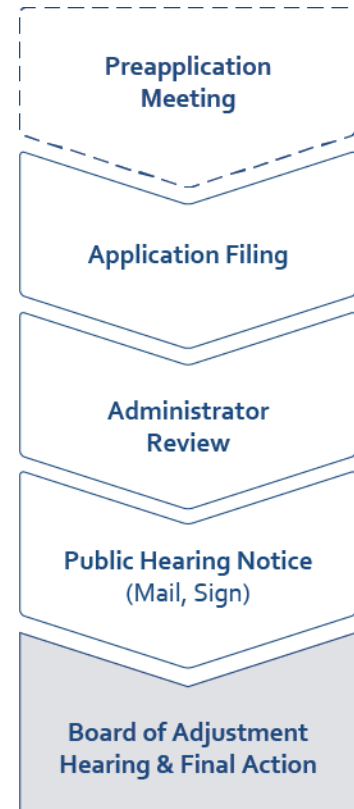 Preapplication
Meeting
Application Filing
Administrator
Review
Public Hearing Notice
(Mail, Sign)
Board of Adjustment
Hearing & Final Action